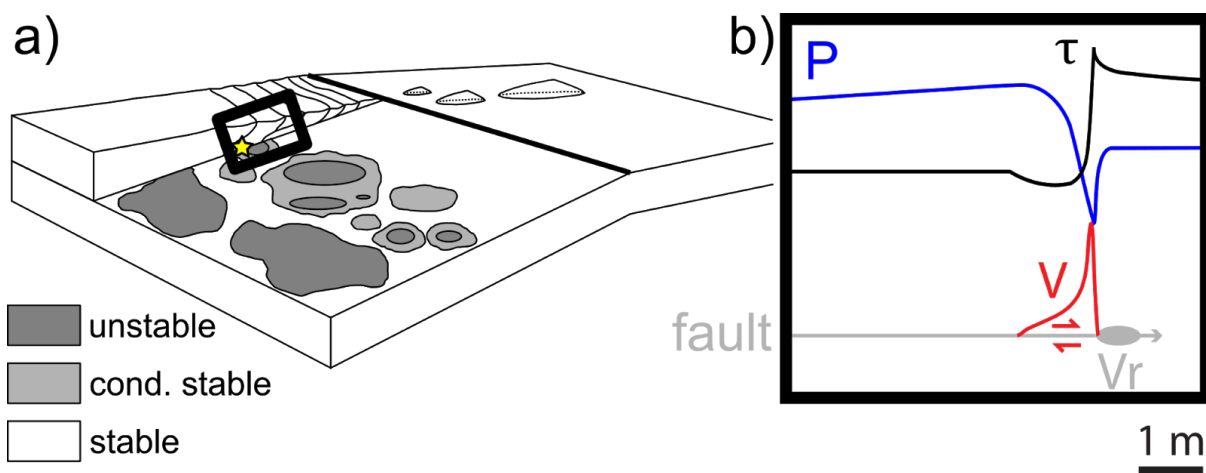 a)
unstable
cond. stable
stable
b)
P
τ
V
fault
Vr
1 m